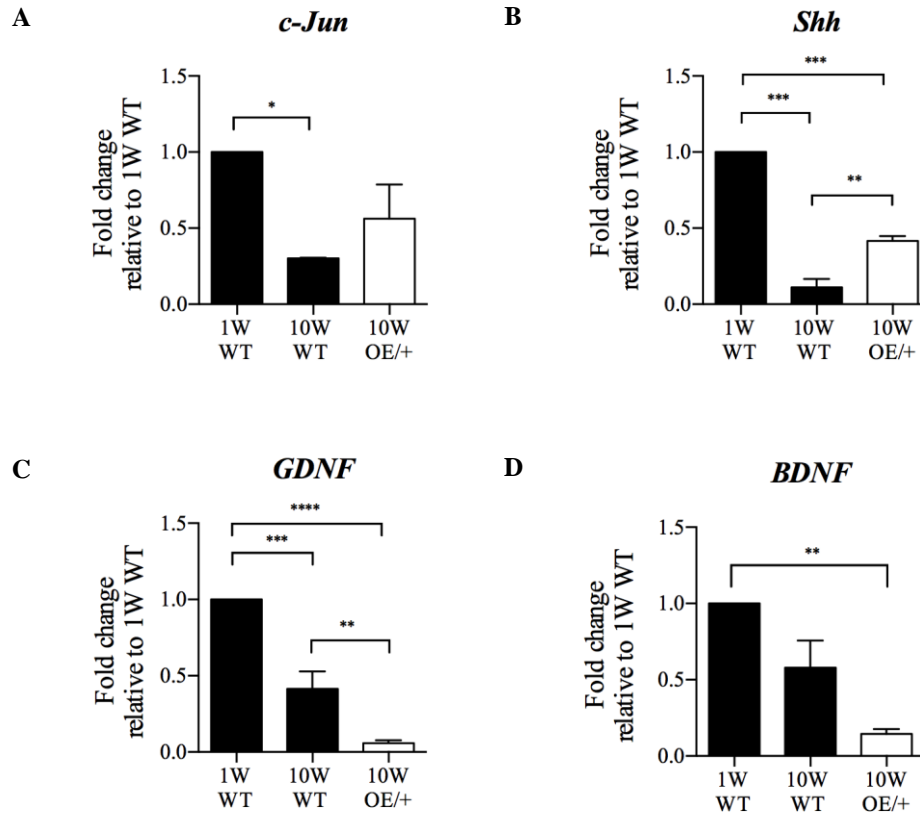 A
c-Jun
Fold change
relative to 1W WT
1.5
1.0
0.5
0.0
*
1W
WT
10W
WT
10W
OE/+
B
Shh
Fold change
relative to 1W WT
1.5
1.0
0.5
0.0
***
***
**
1W
WT
10W
WT
10W
OE/+
C
GDNF
Fold change
relative to 1W WT
1.5
1.0
0.5
0.0
****
***
**
1W
WT
10W
WT
10W
OE/+
D
BDNF
Fold change
relative to 1W WT
1.5
1.0
0.5
0.0
**
1W
WT
10W
WT
10W
OE/+